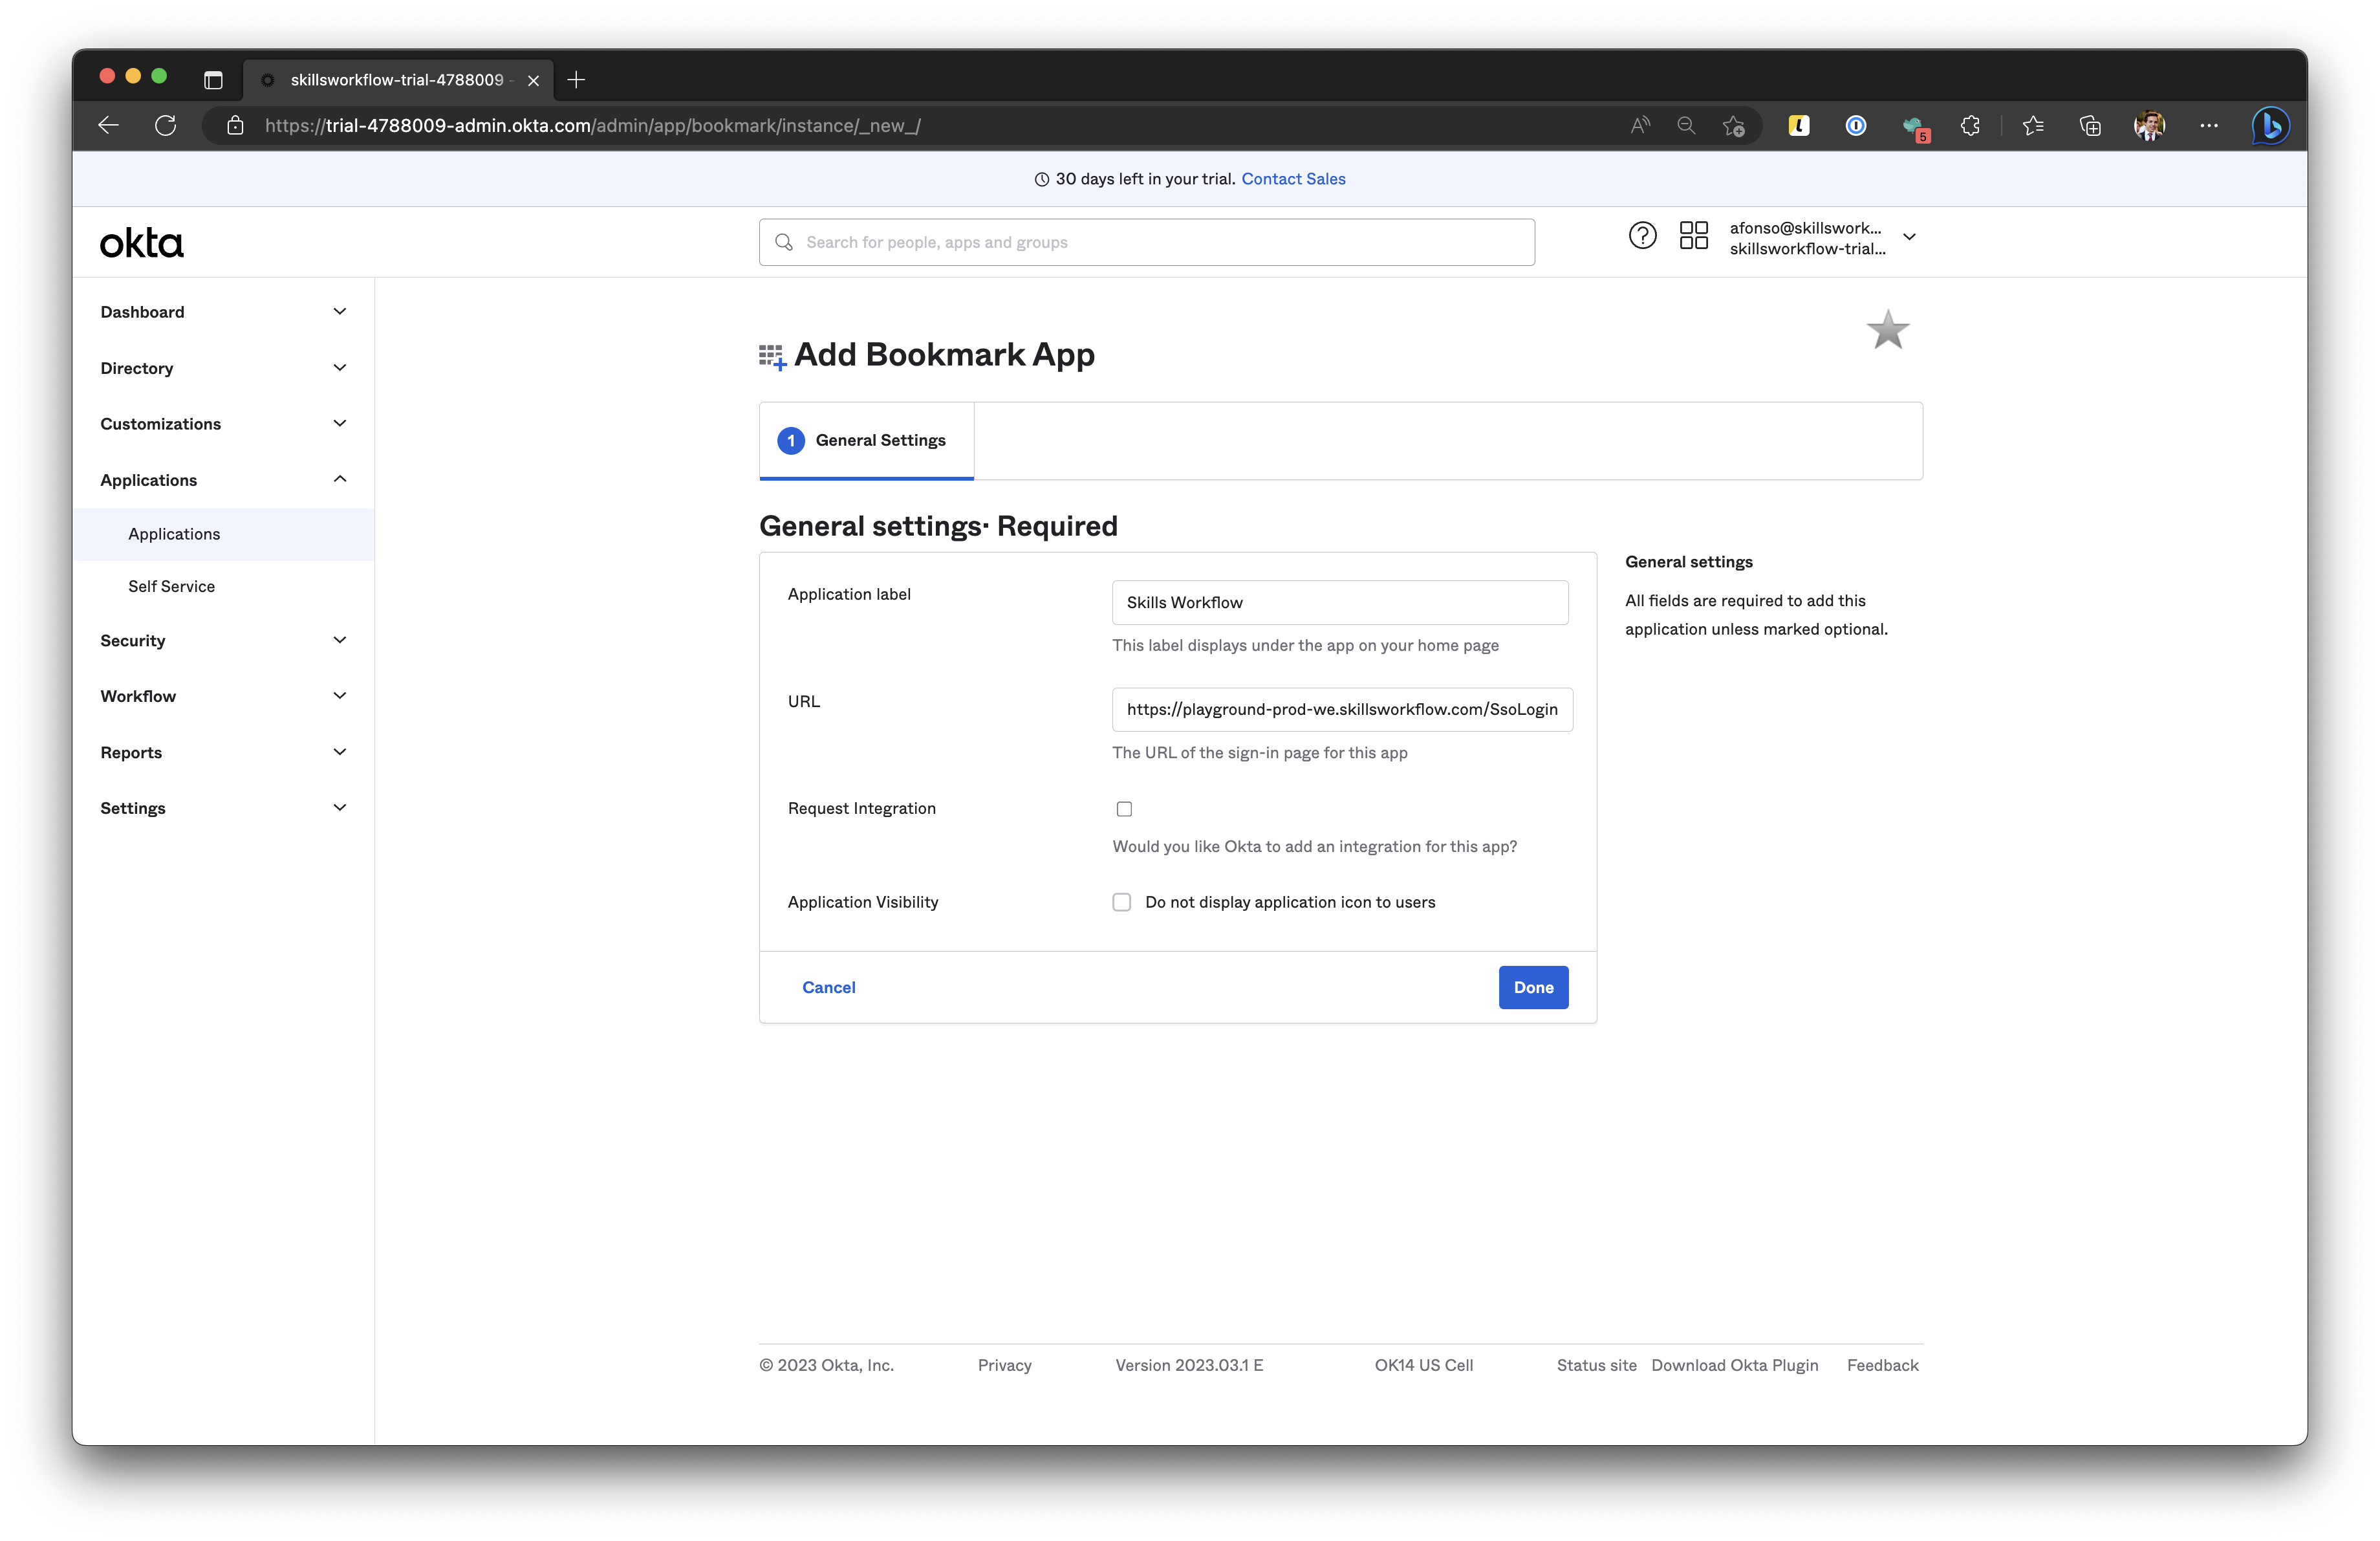 skillsworkflow-trial-4788009 -
https://trial-4788009-admin.okta.com/admin/app/bookmark/instance/_new_/
5
30 days left in your trial. Contact Sales
okta
Search for people, apps and groups
afonso@skillswork...
skillsworkflow-trial...
Dashboard
Directory
Customizations
Applications
Applications
Self Service
Security
Workflow
Reports
Settings
Add Bookmark App
1 General Settings
General settings· Required
Application label
Skills Workflow
This label displays under the app on your home page
URL
https://playground-prod-we.skillsworkflow.com/SsoLogin
The URL of the sign-in page for this app
Request Integration
Would you like Okta to add an integration for this app?
Application Visibility
Do not display application icon to users
Cancel
Done
General settings
All fields are required to add this
application unless marked optional.
© 2023 Okta, Inc. Privacy Version 2023.03.1 E OK14 US Cell Status site Download Okta Plugin Feedback